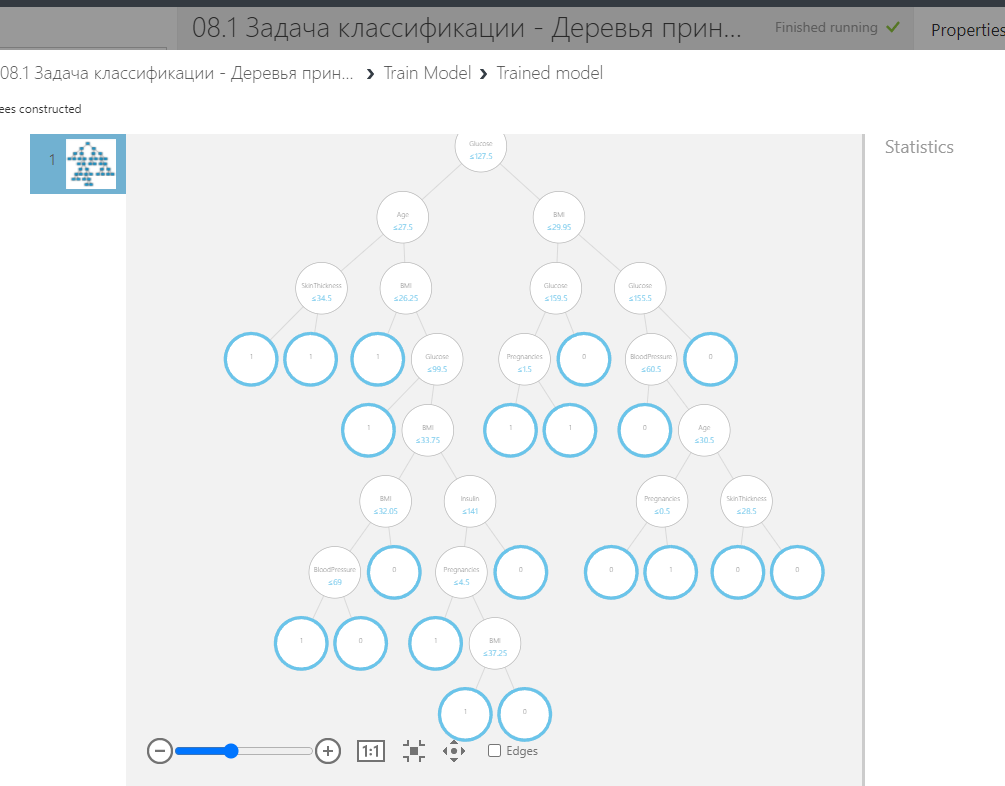 08.1 Задача классификации - Деревья прин...
Finished running
Properties
08.1 Задача классификации - Деревья прин... Train Model Trained model
ees constructed
1
Statistics
Glucose
≤127.5
Age
≤27.5
BMI
≤29.95
SkinThickness
≤34.5
BMI
≤26.25
Glucose
≤159.5
Glucose
≤155.5
1
1
1
Glucose
≤99.5
Pregnancies
≤1.5
0
BloodPressure
≤60.5
0
1
BMI
≤33.75
1
1
0
Age
≤30.5
BMI
≤32.05
Insulin
≤141
Pregnancies
≤0.5
SkinThickness
≤28.5
BloodPressure
≤69
0
Pregnancies
≤4.5
0
0
1
0
0
1
0
1
BMI
≤37.25
1
0
1:1
Edges